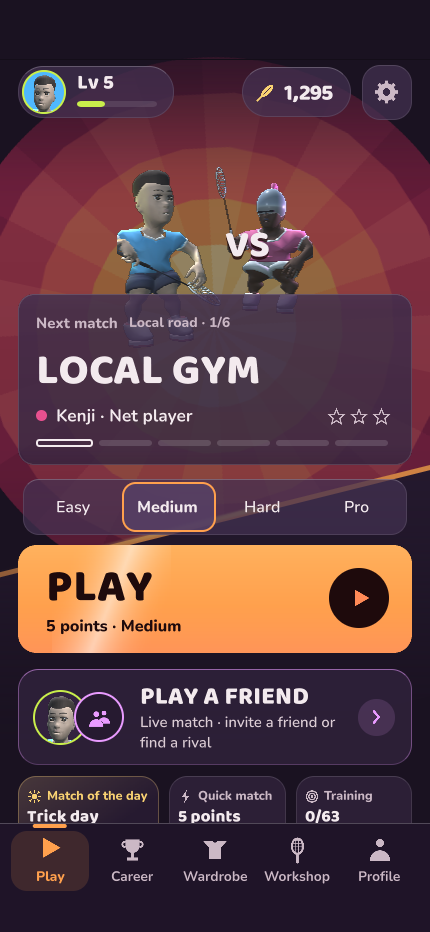 Lv 5
1,295
VS
Next match Local road · 1/6
LOCAL GYM
Kenji · Net player
Easy Medium Hard Pro
PLAY
5 points · Medium
PLAY A FRIEND
Live match · invite a friend or
find a rival
Match of the day
Trick day
Quick match
5 points
Training
0/63
Play Career Wardrobe Workshop Profile